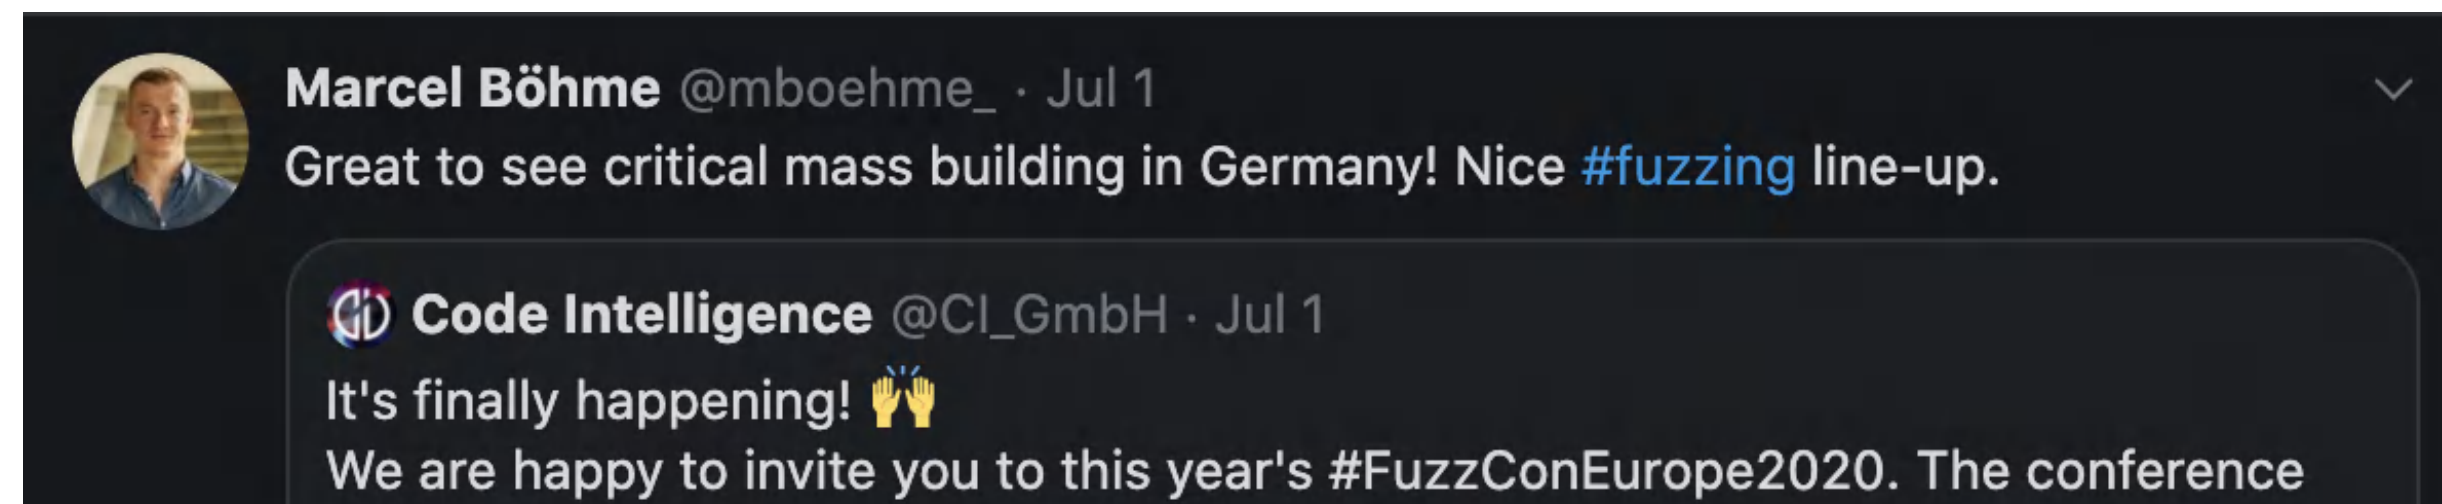 Marcel Böhme @mboehme_ · Jul 1
Great to see critical mass building in Germany! Nice #fuzzing line-up.
Code Intelligence @CI_GmbH · Jul 1
It's finally happening! 🙌
We are happy to invite you to this year's #FuzzConEurope2020. The conference